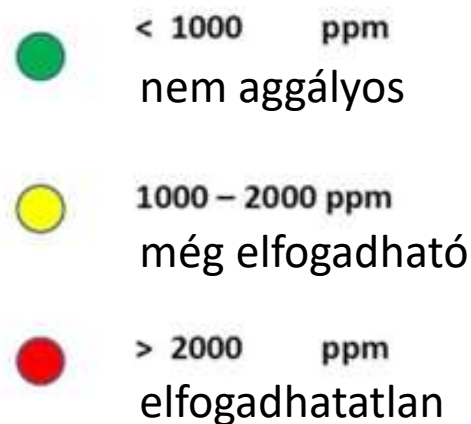 < 1000 ppm
nem aggályos
1000 – 2000 ppm
még elfogadható
> 2000 ppm
elfogadhatatlan